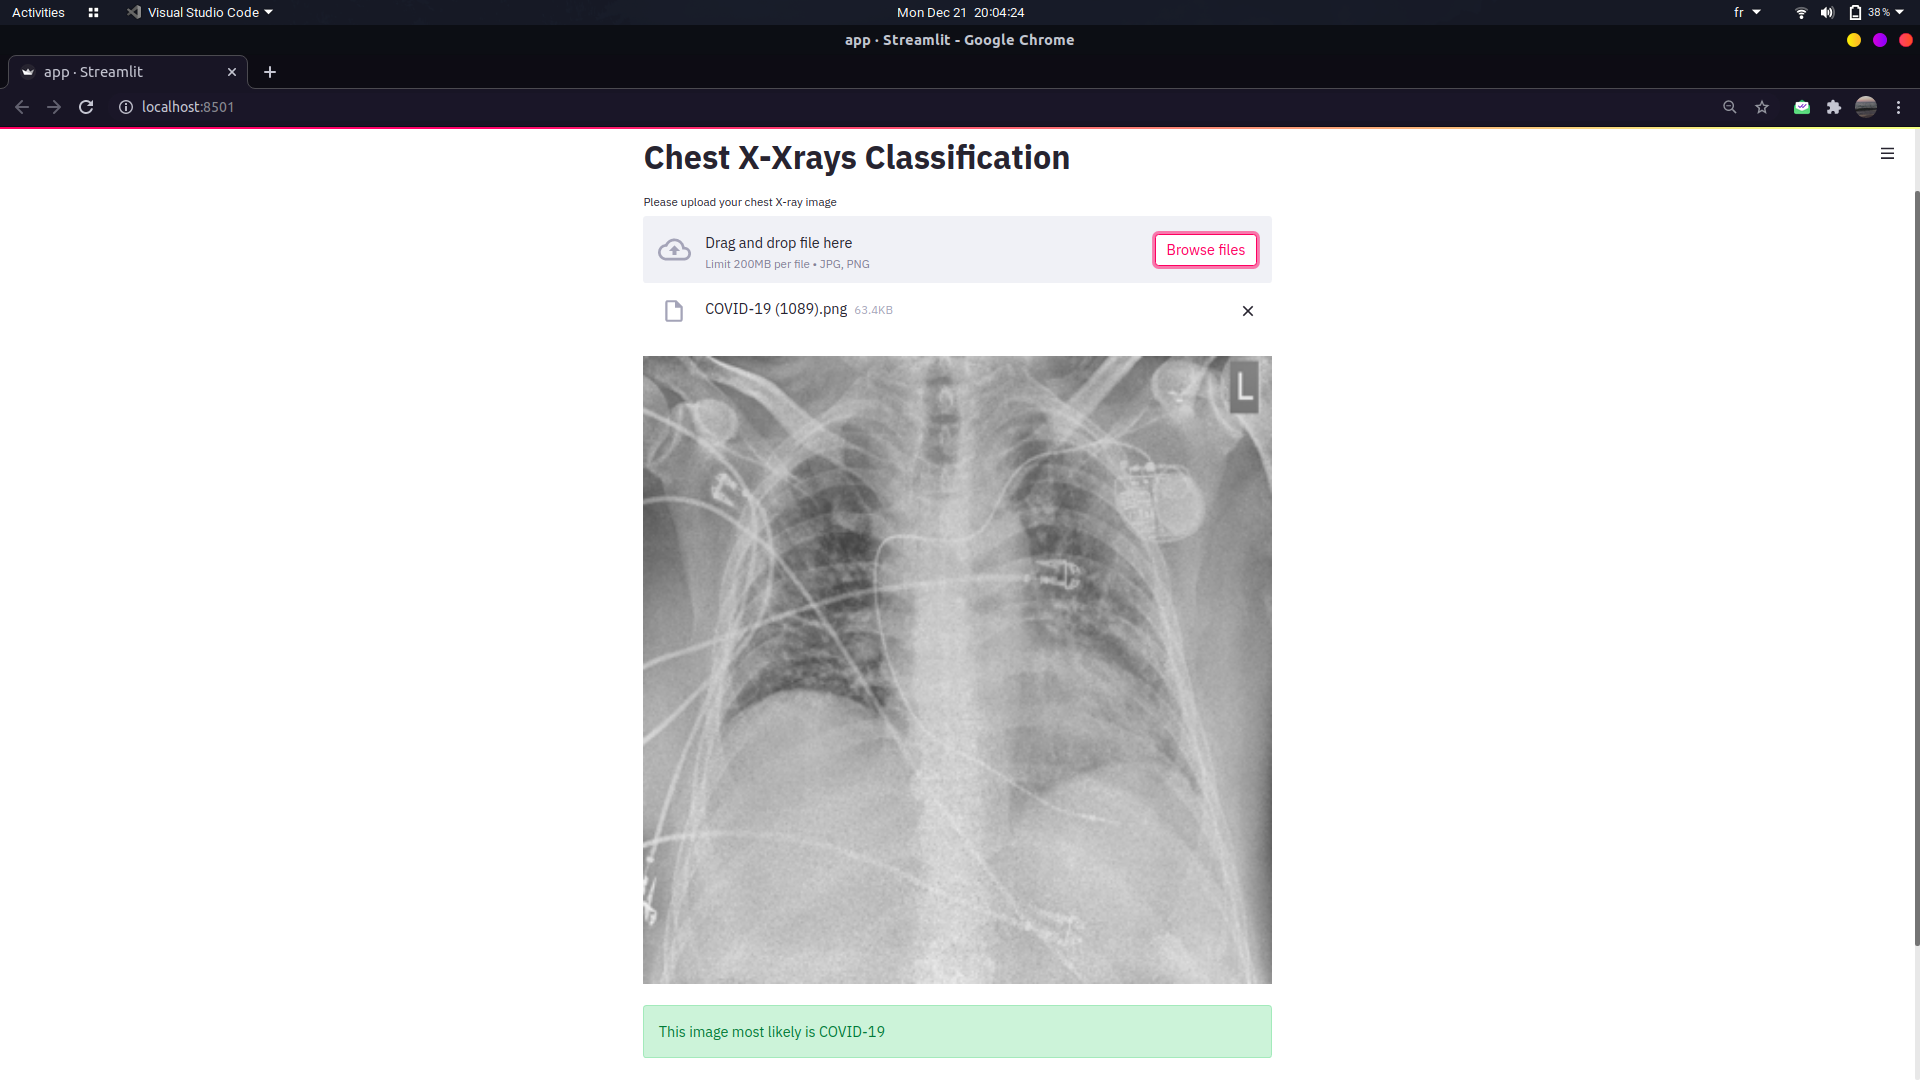 Activities
Visual Studio Code
Mon Dec 21 20:04:24
fr
38%
app · Streamlit - Google Chrome
app · Streamlit
localhost:8501
Chest X-Xrays Classification
Please upload your chest X-ray image
Drag and drop file here
Limit 200MB per file • JPG, PNG
Browse files
COVID-19 (1089).png 63.4KB
L
This image most likely is COVID-19